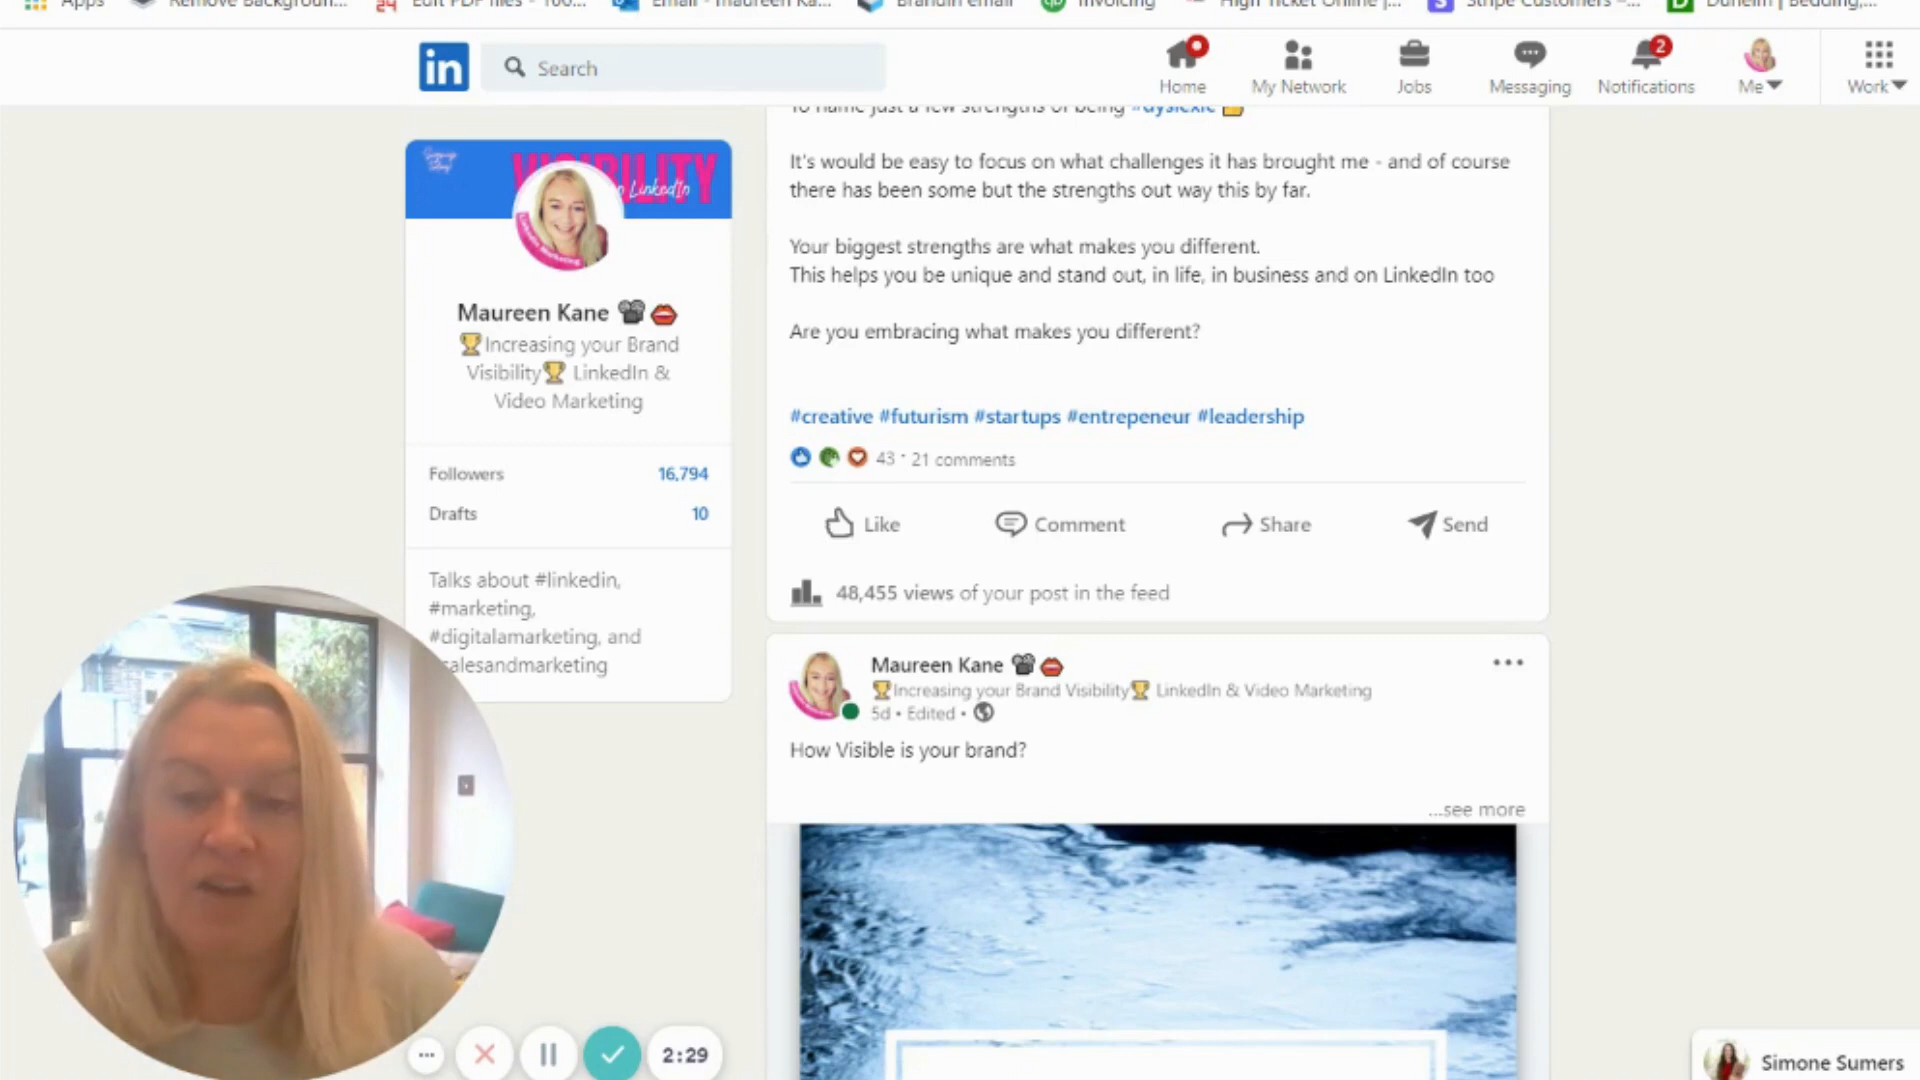 Apps
Remove Background...
Edit PDF files - 100...
Email - Maureen Ka...
Brandin email
Invoicing
High Ticket Online |...
Stripe Customers –...
Dunelm | Bedding,...
in
Search
Home
My Network
Jobs
Messaging
2
Notifications
Me
Work
To name just a few strengths of being #dyslexic
It's would be easy to focus on what challenges it has brought me - and of course
there has been some but the strengths out way this by far.
Your biggest strengths are what makes you different.
This helps you be unique and stand out, in life, in business and on LinkedIn too
Are you embracing what makes you different?
#creative #futurism #startups #entrepeneur #leadership
43 · 21 comments
Like
Comment
Share
Send
48,455 views of your post in the feed
VISIBILITY
LinkedIn
Maureen Kane
Increasing your Brand
Visibility LinkedIn &
Video Marketing
Followers 16,794
Drafts 10
Talks about #linkedin,
#marketing,
#digitalamarketing, and
salesandmarketing
Maureen Kane
Increasing your Brand Visibility LinkedIn & Video Marketing
5d • Edited •
How Visible is your brand?
...see more
2:29
Simone Sumers